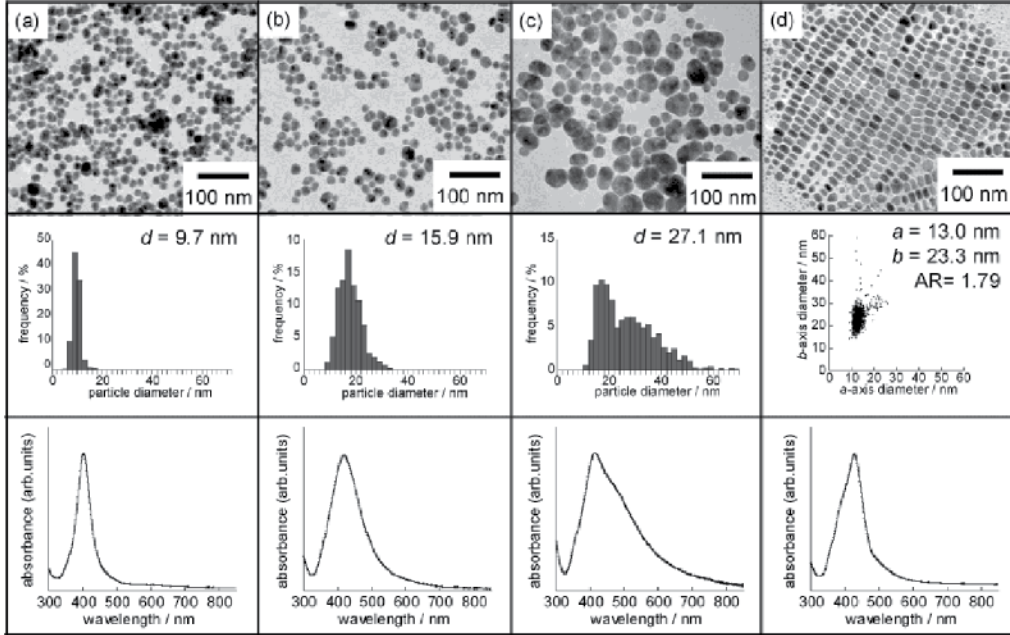 (a)
100 nm
(b)
100 nm
(c)
100 nm
(d)
100 nm
d = 9.7 nm
frequency / %
50
40
30
20
10
0
0
20
40
60
particle diameter / nm
d = 15.9 nm
frequency / %
10
5
0
0
20
40
60
particle diameter / nm
d = 27.1 nm
frequency / %
15
10
5
0
0
20
40
60
particle diameter / nm
a = 13.0 nm
b = 23.3 nm
AR= 1.79
b-axis diameter / nm
60
50
40
30
20
10
0
10
20
30
40
50
60
a-axis diameter / nm
absorbance (arb.units)
300 400 500 600 700 800
wavelength / nm
absorbance (arb.units)
300 400 500 600 700 800
wavelength / nm
absorbance (arb.units)
300 400 500 600 700 800
wavelength / nm
absorbance (arb.units)
300 400 500 600 700 800
wavelength / nm